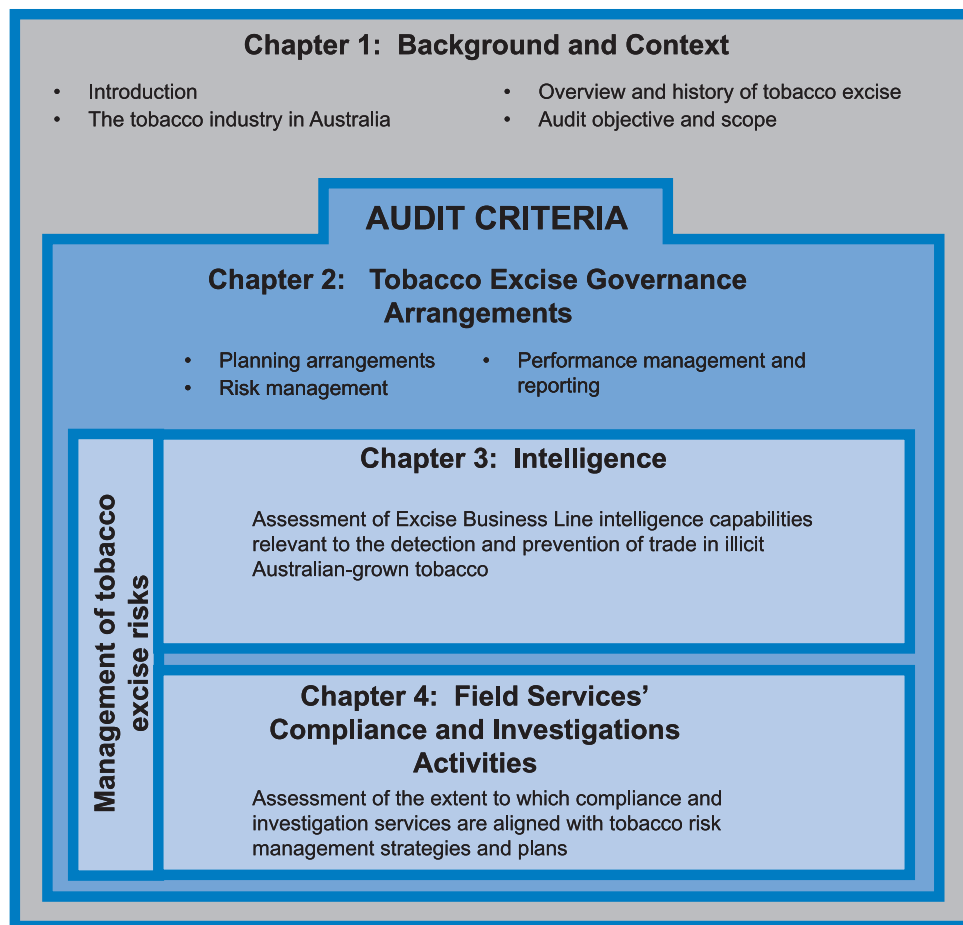 Chapter 1: Background and Context
• Introduction
• The tobacco industry in Australia
• Overview and history of tobacco excise
• Audit objective and scope
AUDIT CRITERIA
Chapter 2: Tobacco Excise Governance
Arrangements
• Planning arrangements
• Risk management
• Performance management and
reporting
Management of tobacco
excise risks
Chapter 3: Intelligence
Assessment of Excise Business Line intelligence capabilities
relevant to the detection and prevention of trade in illicit
Australian-grown tobacco
Chapter 4: Field Services’
Compliance and Investigations
Activities
Assessment of the extent to which compliance and
investigation services are aligned with tobacco risk
management strategies and plans